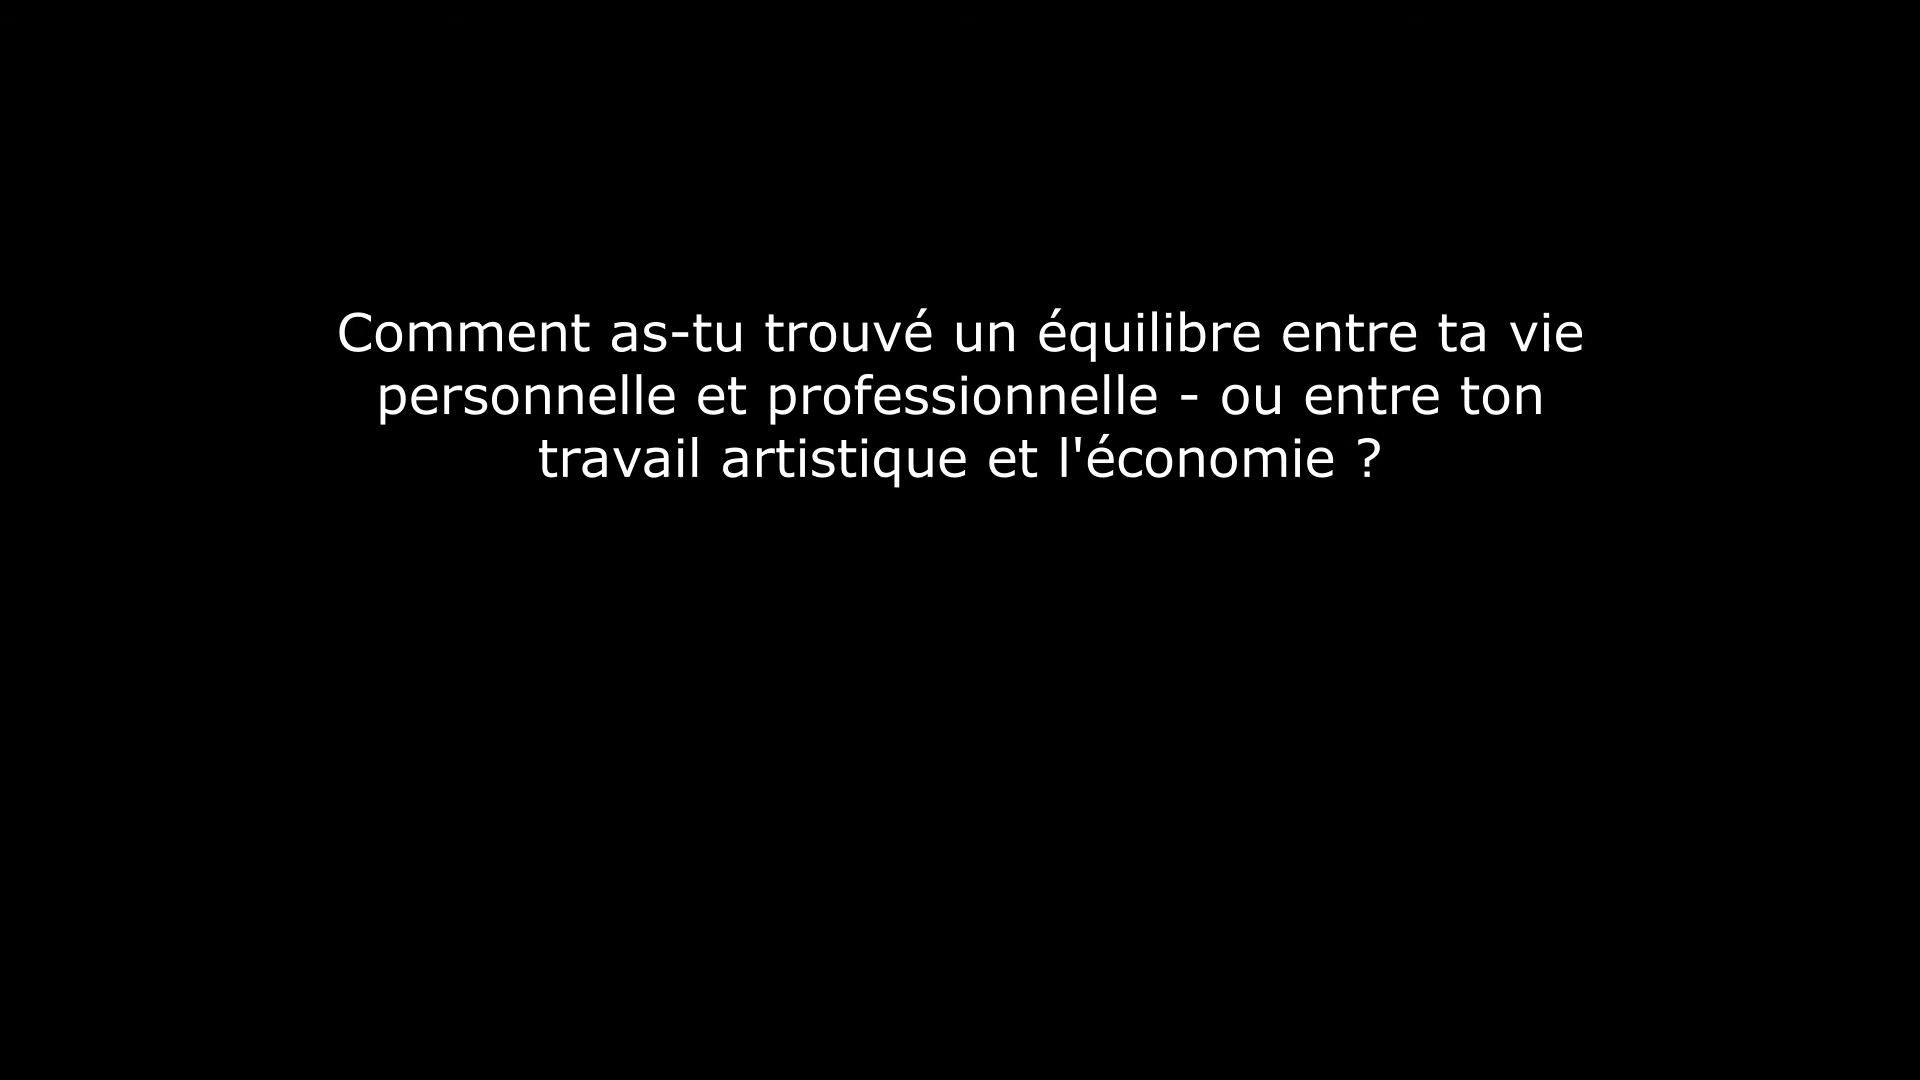 Comment as-tu trouvé un équilibre entre ta vie
personnelle et professionnelle - ou entre ton
travail artistique et l'économie ?